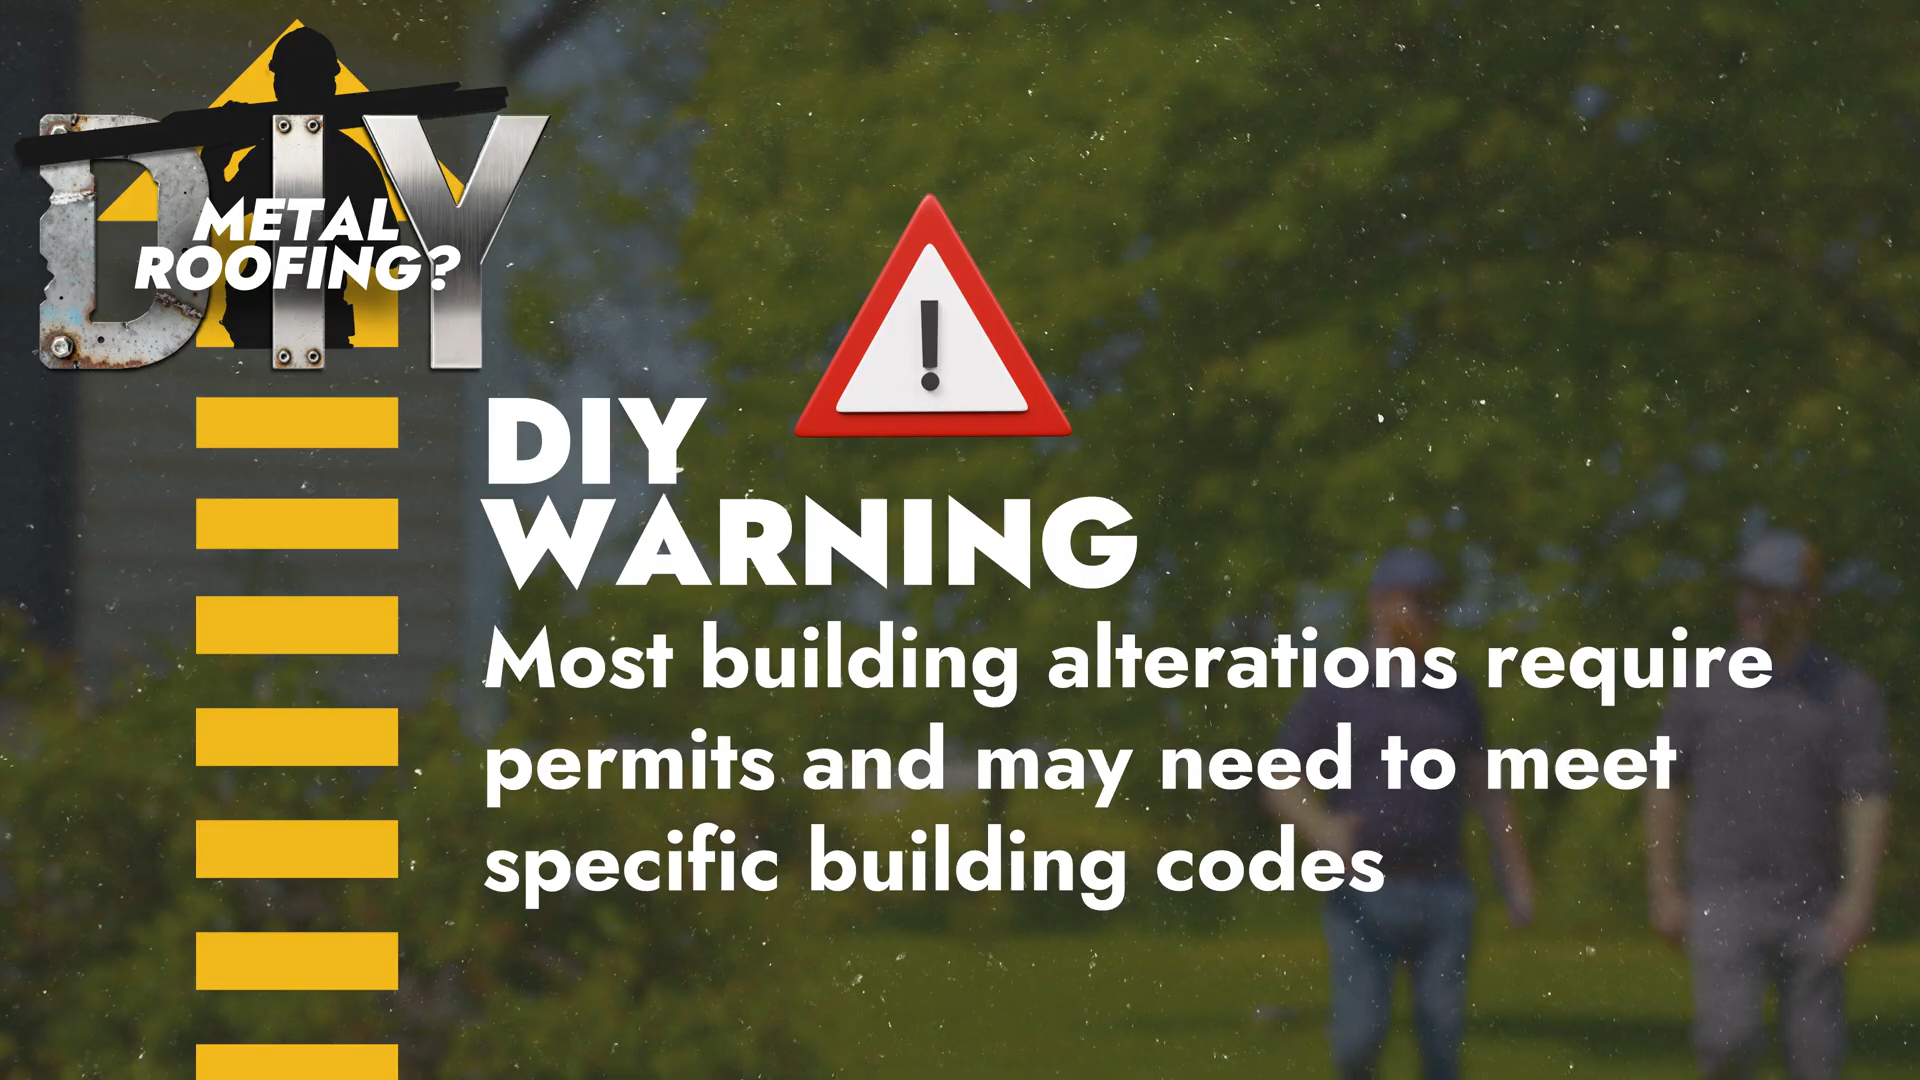 DIY
METAL
ROOFING?
!
DIY
WARNING
Most building alterations require
permits and may need to meet
specific building codes